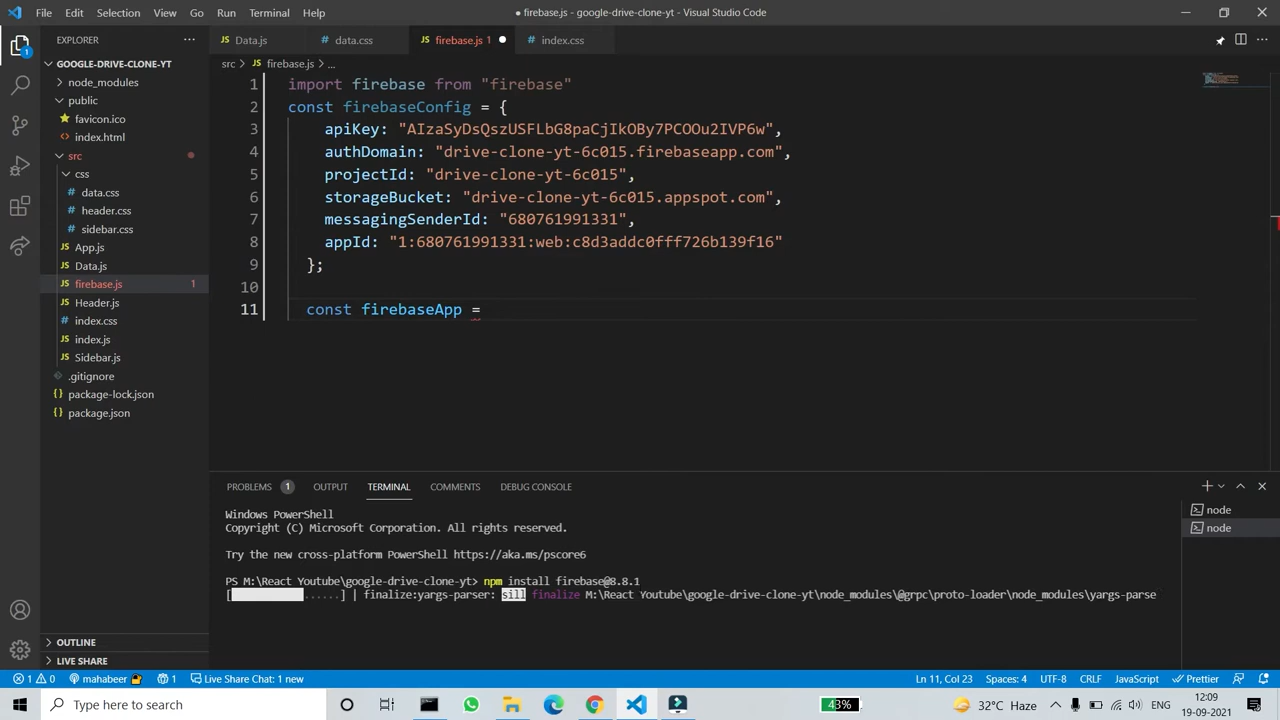 File Edit Selection View Go Run Terminal Help
● firebase.js - google-drive-clone-yt - Visual Studio Code
EXPLORER
GOOGLE-DRIVE-CLONE-YT
node_modules
public
favicon.ico
index.html
src
css
data.css
header.css
sidebar.css
App.js
Data.js
firebase.js 1
Header.js
index.css
index.js
Sidebar.js
.gitignore
package-lock.json
package.json
OUTLINE
LIVE SHARE
Data.js data.css firebase.js 1 index.css
src > firebase.js > ...
1 import firebase from "firebase"
2 const firebaseConfig = {
3 apiKey: "AIzaSyDsQszUSFLbG8paCjIkOBy7PCOOu2IVP6w",
4 authDomain: "drive-clone-yt-6c015.firebaseapp.com",
5 projectId: "drive-clone-yt-6c015",
6 storageBucket: "drive-clone-yt-6c015.appspot.com",
7 messagingSenderId: "680761991331",
8 appId: "1:680761991331:web:c8d3addc0fff726b139f16"
9 };
10
11 const firebaseApp =
PROBLEMS 1 OUTPUT TERMINAL COMMENTS DEBUG CONSOLE
Windows PowerShell
Copyright (C) Microsoft Corporation. All rights reserved.
Try the new cross-platform PowerShell https://aka.ms/pscore6
PS M:\React Youtube\google-drive-clone-yt> npm install firebase@8.8.1
[ ......] | finalize:yargs-parser: sill finalize M:\React Youtube\google-drive-clone-yt\node_modules\@grpc\proto-loader\node_modules\yargs-parse
node
node
1 0 mahabeer 1 Live Share Chat: 1 new Ln 11, Col 23 Spaces: 4 UTF-8 CRLF JavaScript Prettier
Type here to search
43%
32°C Haze
ENG
12:09
19-09-2021